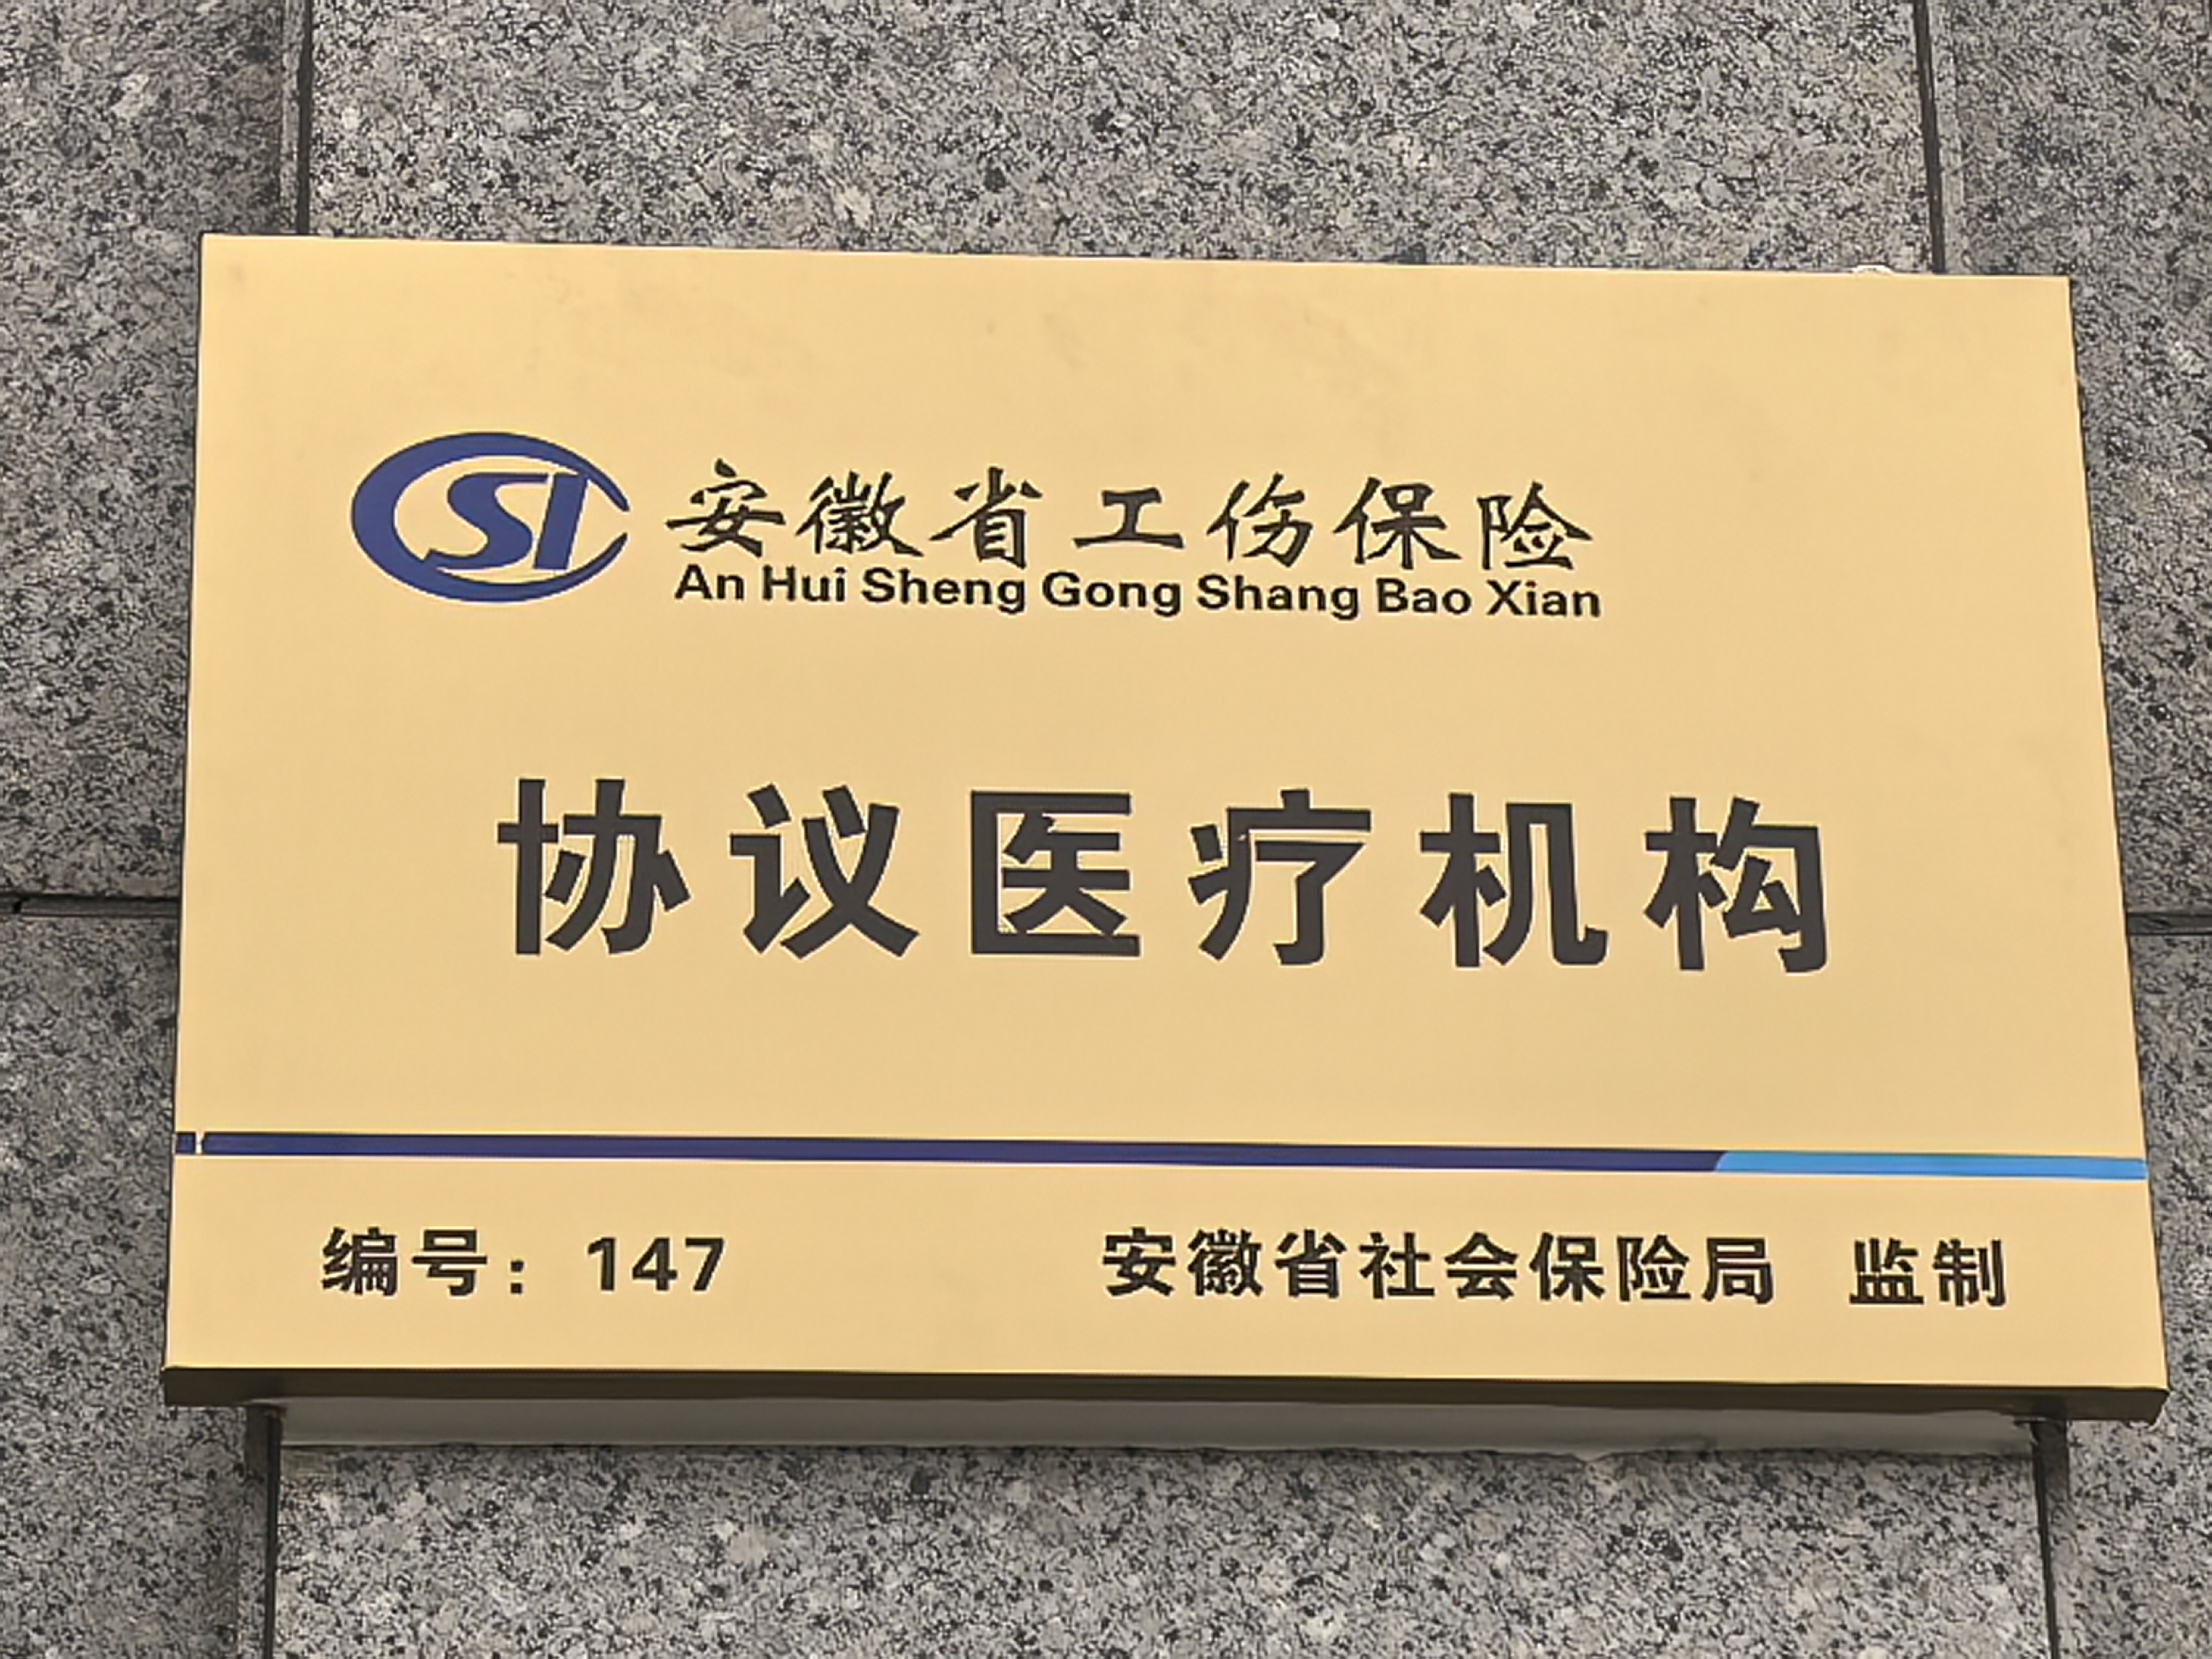 CSI 安徽省工伤保险
An Hui Sheng Gong Shang Bao Xian
协议医疗机构
编号：147 安徽省社会保险局 监制